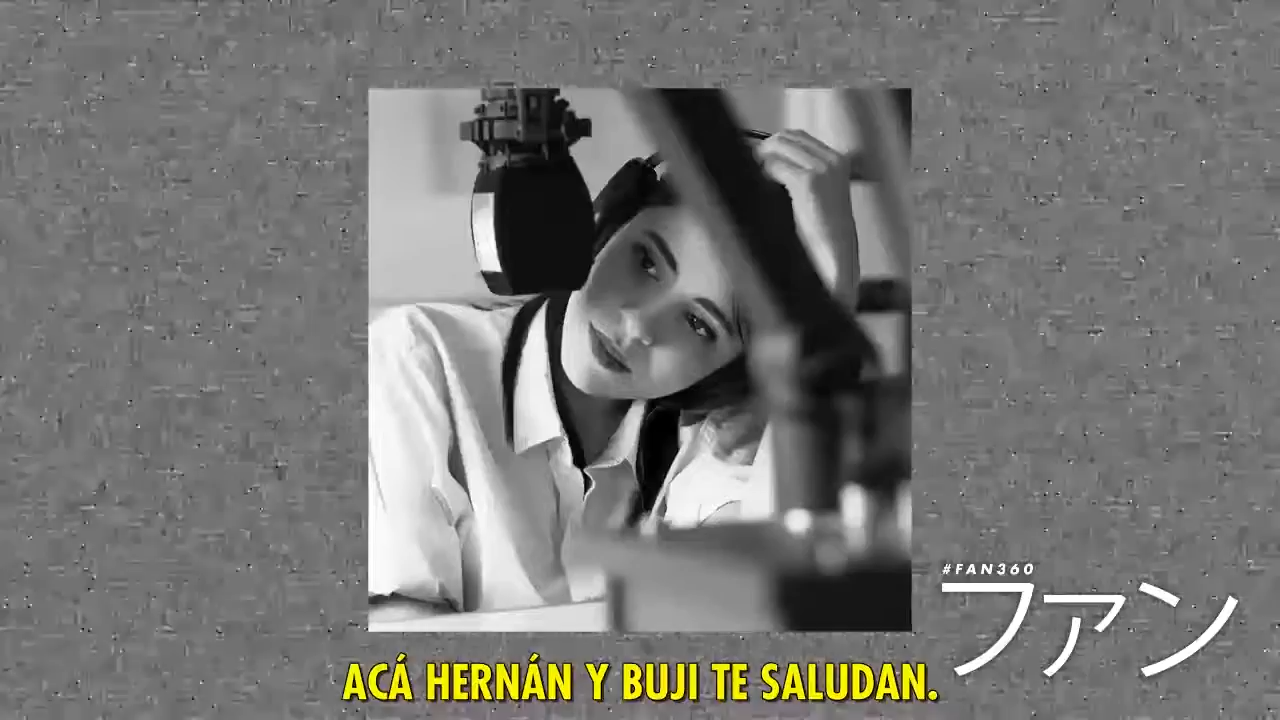 #FAN360
ファン
ACÁ HERNÁN Y BUJI TE SALUDAN.